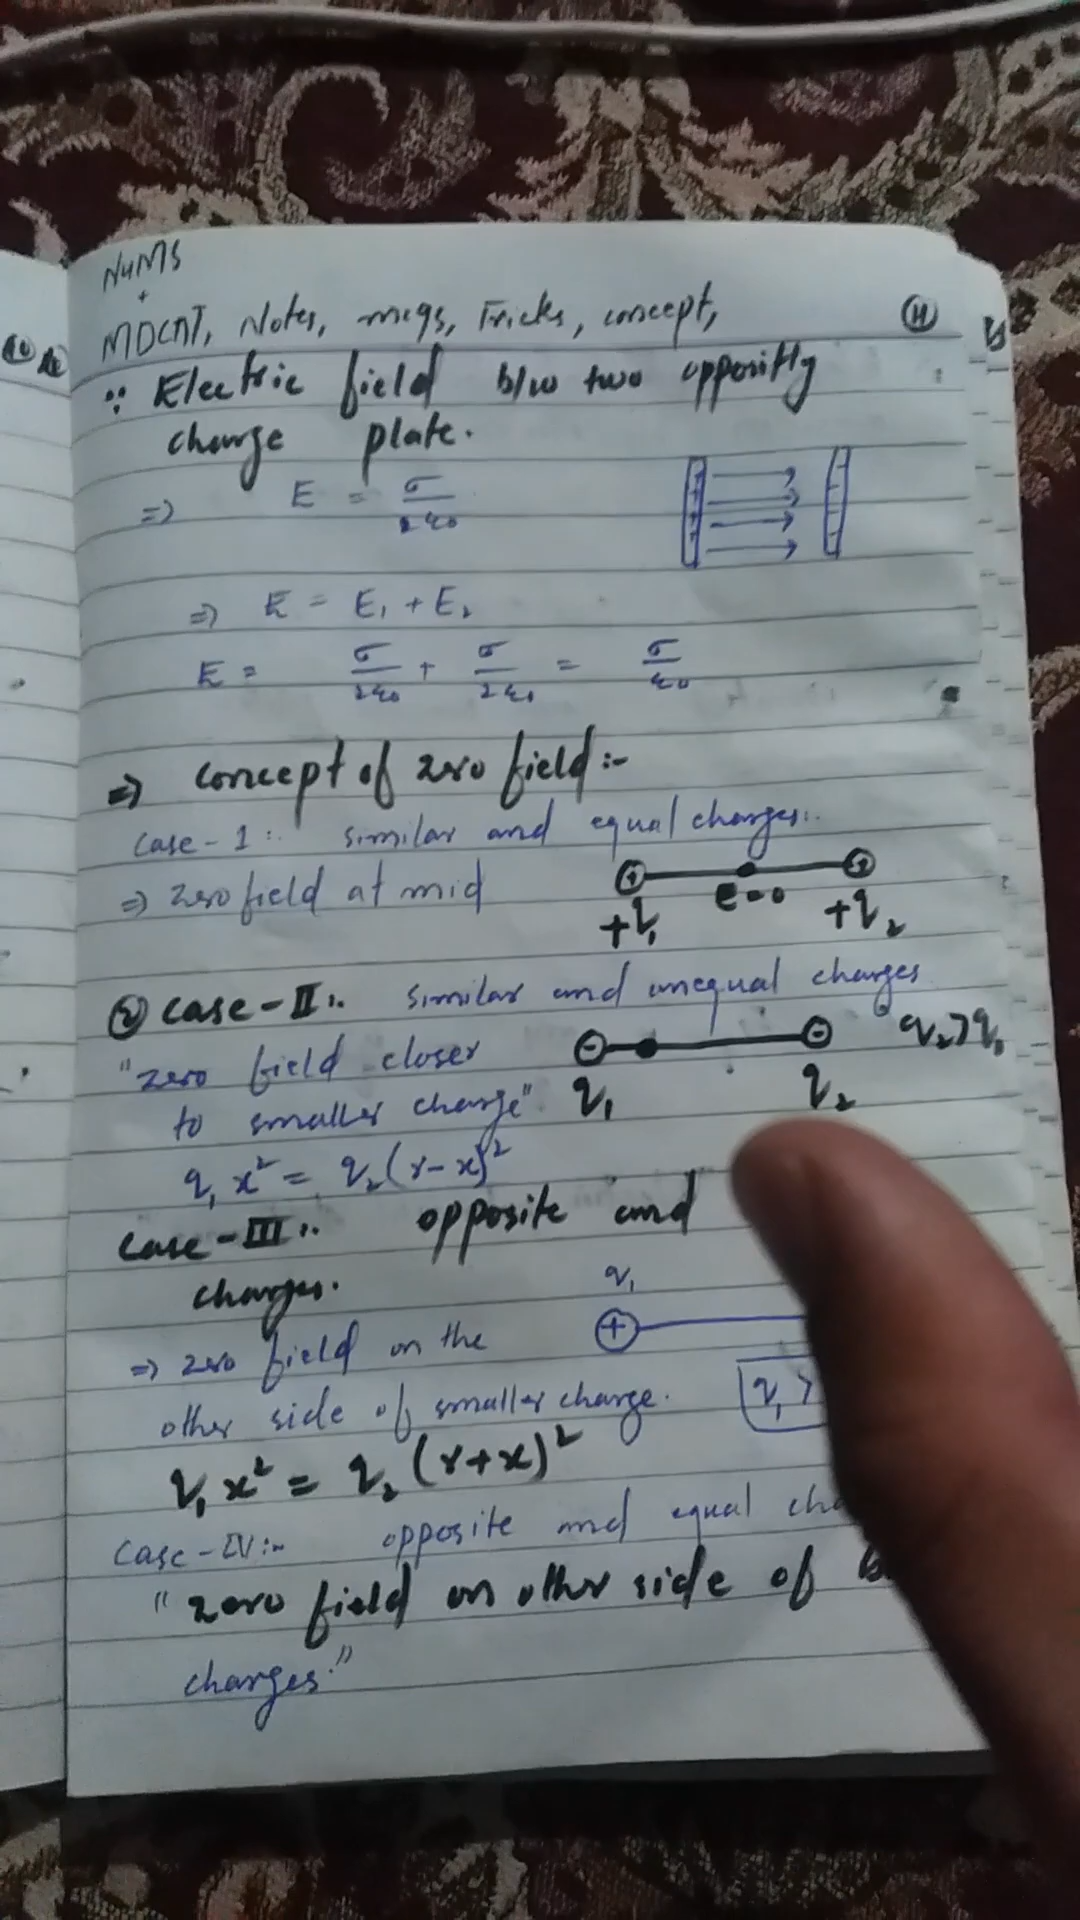 NUMS
+
MDCAT, Notes, mcqs, Tricks, concept, 11
Electric field b/w two oppositly
charge plate.
⇒ E = σ/2ε₀
⇒ E = E₁ + E₂
E = σ/2ε₀ + σ/2ε₀ = σ/ε₀
⇒ concept of zero field :-
case - 1 :. similar and equal charges:.
⇒ zero field at mid
+ +
E=0
+q₁ +q₂
② case - II :. similar and unequal charges
"zero field closer
- - q₂>q₁
to smaller charge" q₁ q₂
q₁ x² = q₂ (r-x)²
case - III :. opposite and
charges.
q₁
⇒ zero field on the +
other side of smaller charge. q₁ >
q₁ x² = q₂ (r+x)²
case - IV :- opposite and equal cha
"zero field on other side of
charges."